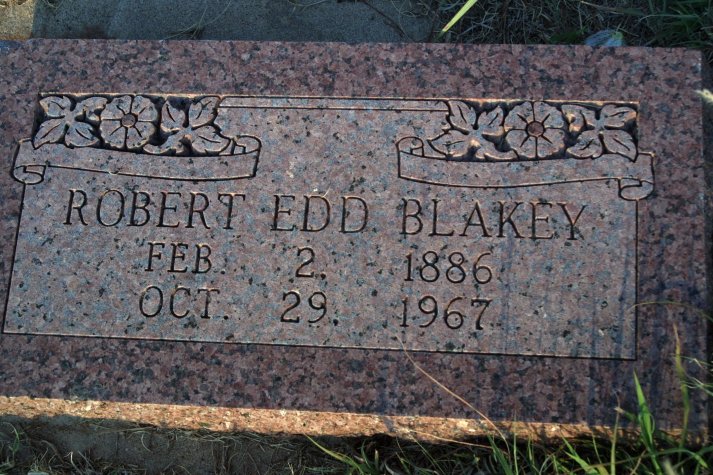 ROBERT EDD BLAKEY
FEB. 2, 1886
OCT. 29, 1967